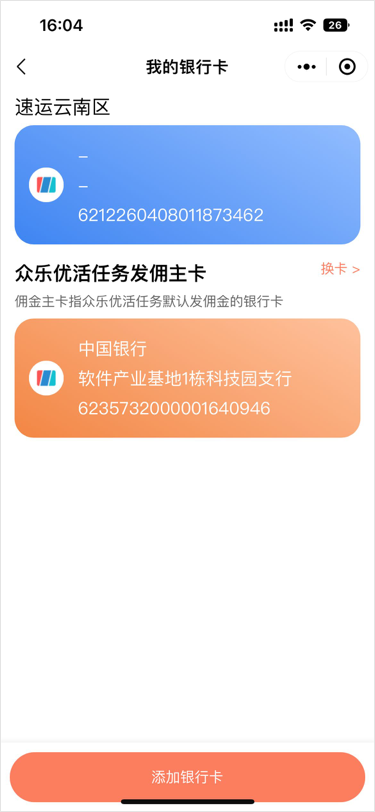 16:04
26
我的银行卡
速运云南区
–
–
6212260408011873462
众乐优活任务发佣主卡
换卡 >
佣金主卡指众乐优活任务默认发佣金的银行卡
中国银行
软件产业基地1栋科技园支行
6235732000001640946
添加银行卡